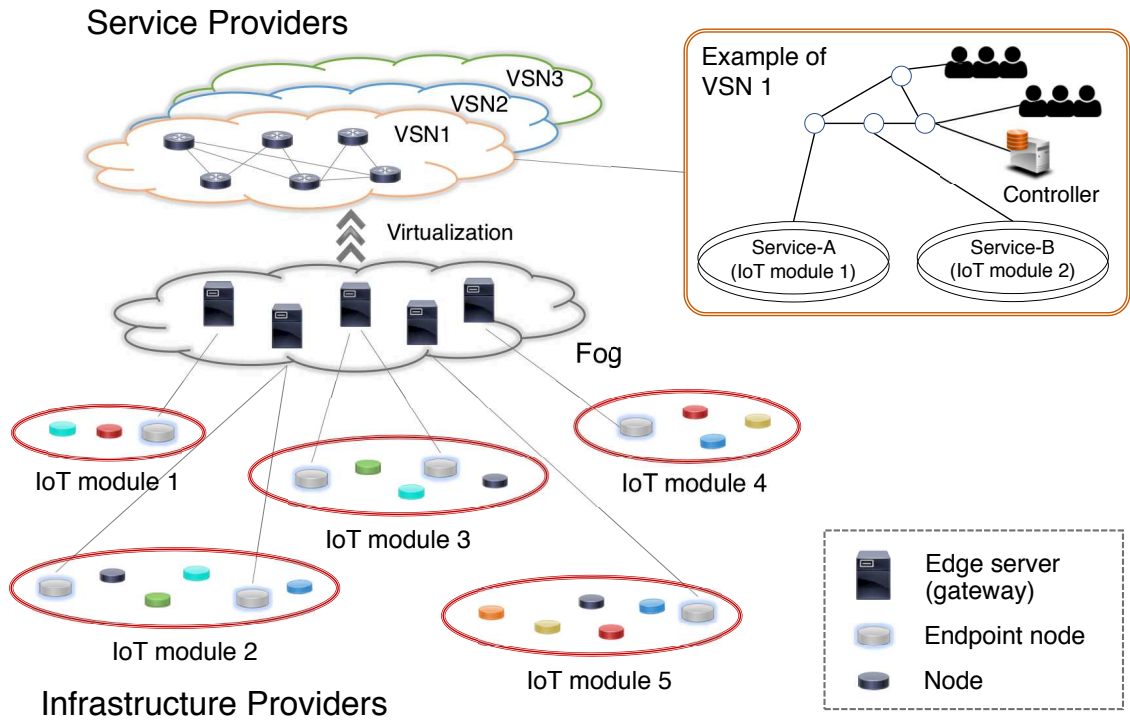 Service Providers
VSN3
VSN2
VSN1
Virtualization
Fog
Example of
VSN 1
Controller
Service-A
(IoT module 1)
Service-B
(IoT module 2)
IoT module 1
IoT module 4
IoT module 3
IoT module 2
IoT module 5
Infrastructure Providers
Edge server
(gateway)
Endpoint node
Node